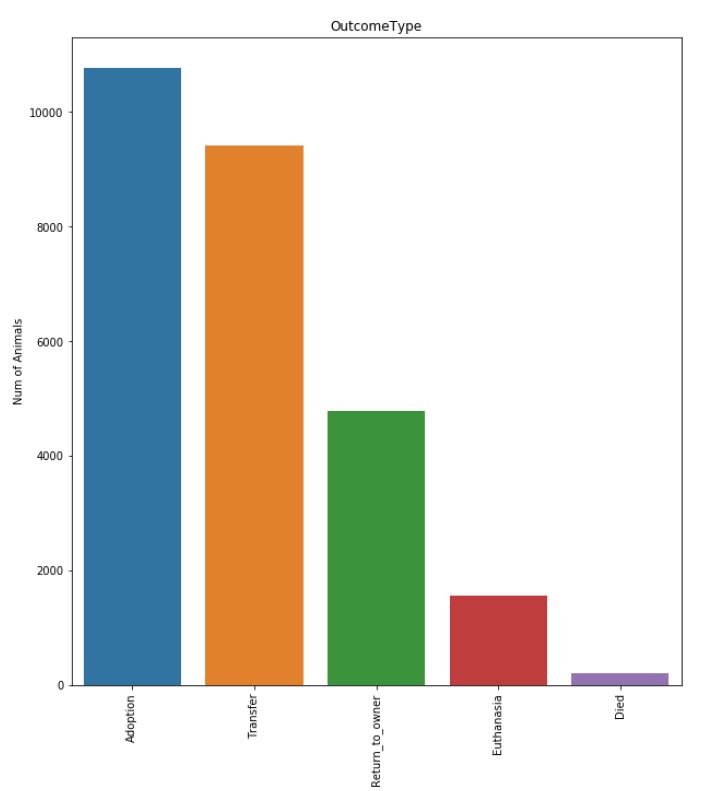 OutcomeType
10000
8000
6000
4000
2000
0
Num of Animals
Adoption
Transfer
Return_to_owner
Euthanasia
Died